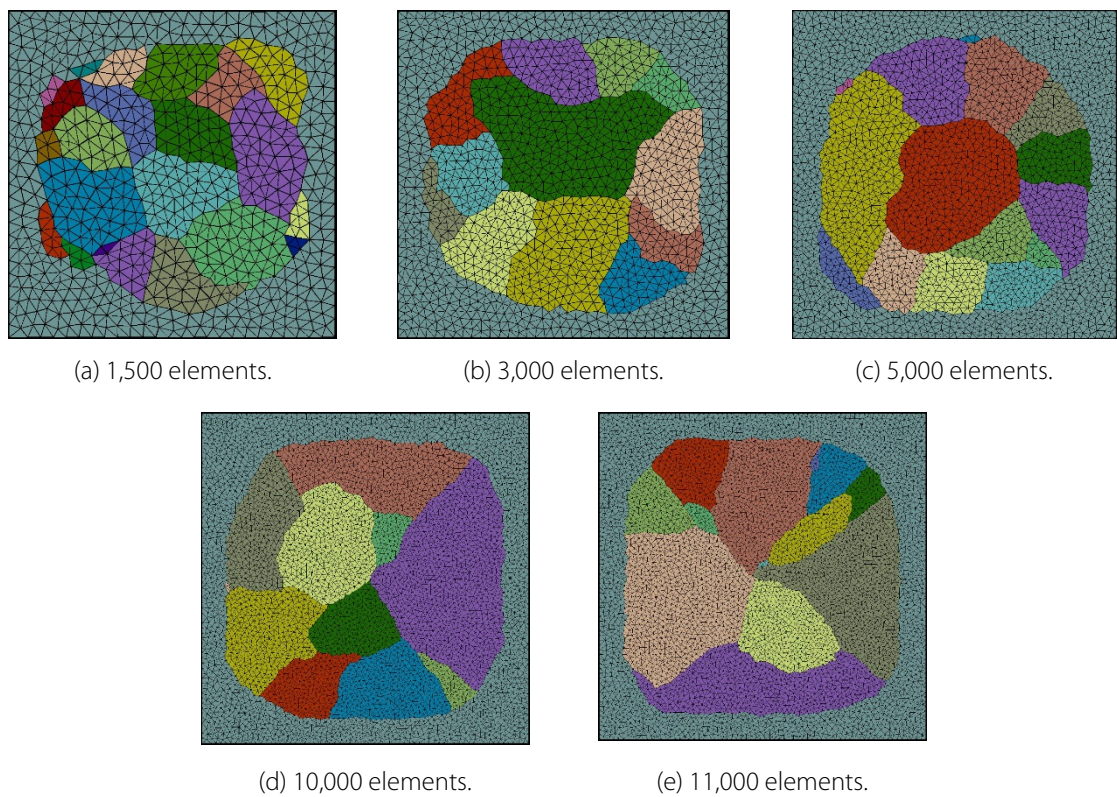 (a) 1,500 elements.
(b) 3,000 elements.
(c) 5,000 elements.
(d) 10,000 elements.
(e) 11,000 elements.